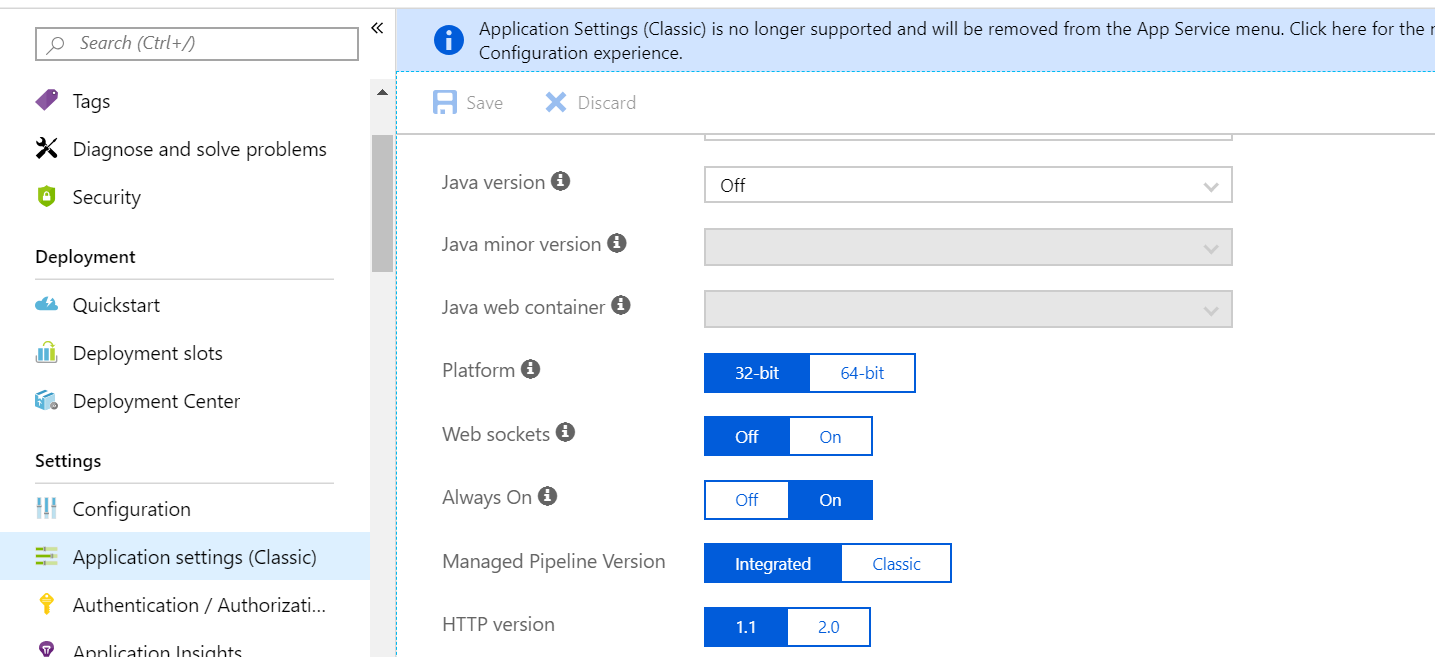 Search (Ctrl+/)
Tags
Diagnose and solve problems
Security
Deployment
Quickstart
Deployment slots
Deployment Center
Settings
Configuration
Application settings (Classic)
Authentication / Authorizati...
Application Insights
Application Settings (Classic) is no longer supported and will be removed from the App Service menu. Click here for the
Configuration experience.
Save Discard
Java version Off
Java minor version
Java web container
Platform 32-bit 64-bit
Web sockets Off On
Always On Off On
Managed Pipeline Version Integrated Classic
HTTP version 1.1 2.0